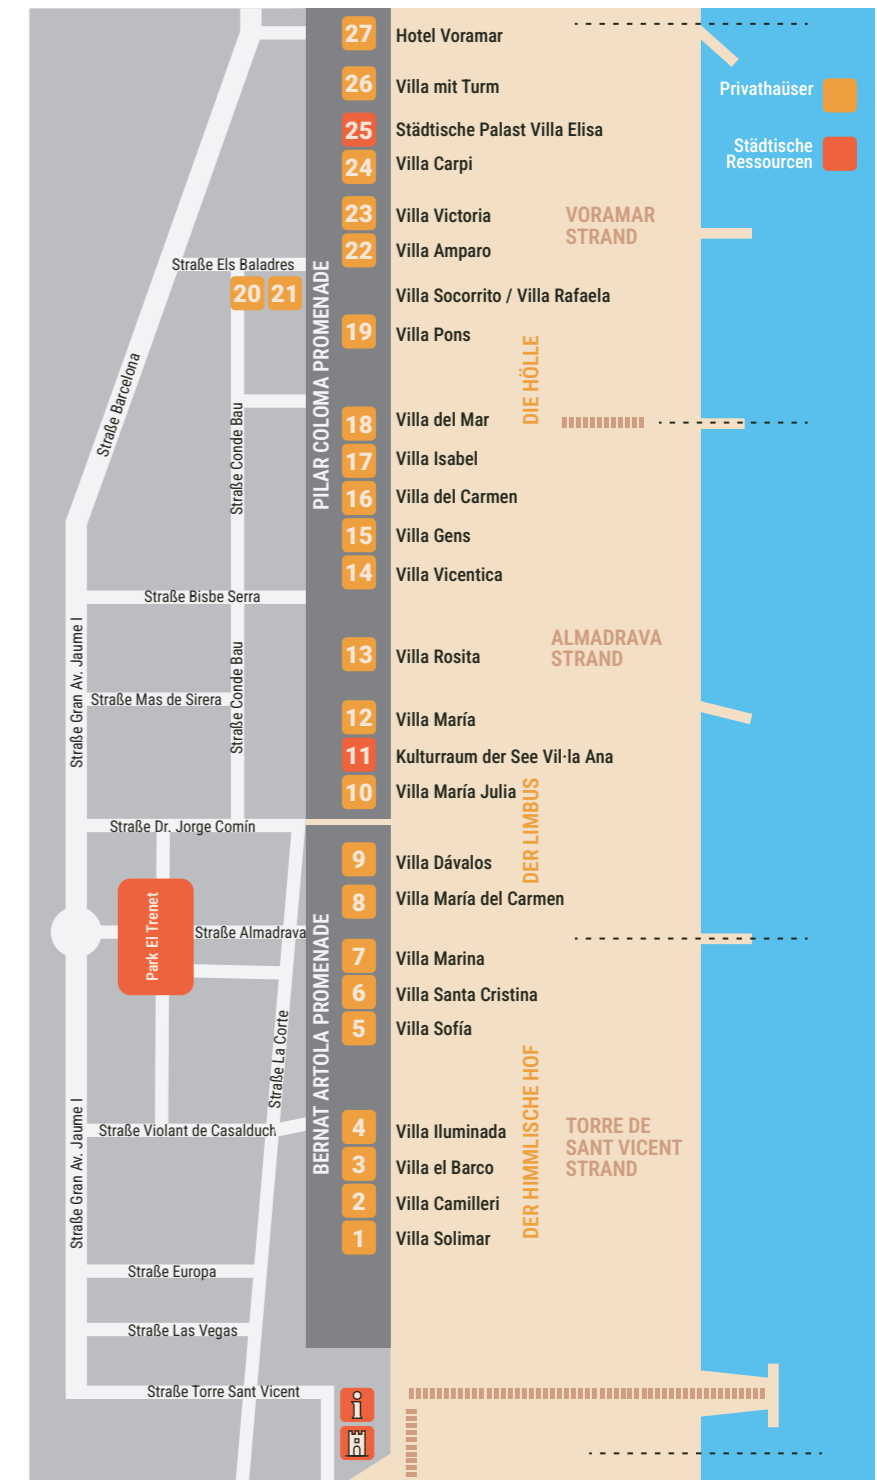 27 Hotel Voramar
26 Villa mit Turm
Privathaüser
25 Städtische Palast Villa Elisa
Städtische
Ressourcen
24 Villa Carpi
23 Villa Victoria
VORAMAR
STRAND
22 Villa Amparo
Straße Els Baladres
20 21 Villa Socorrito / Villa Rafaela
19 Villa Pons
DIE HÖLLE
PILAR COLOMA PROMENADE
Straße Barcelona
Straße Conde Bau
18 Villa del Mar
17 Villa Isabel
16 Villa del Carmen
15 Villa Gens
14 Villa Vicentica
Straße Bisbe Serra
13 Villa Rosita
ALMADRAVA
STRAND
Straße Gran Av. Jaume I
Straße Mas de Sirera
Straße Conde Bau
12 Villa María
11 Kulturraum der See Vil·la Ana
10 Villa María Julia
DER LIMBUS
Straße Dr. Jorge Comín
9 Villa Dávalos
8 Villa María del Carmen
Park El Trenet
Straße Almadrava
7 Villa Marina
6 Villa Santa Cristina
5 Villa Sofía
BERNAT ARTOLA PROMENADE
Straße La Corte
DER HIMMLISCHE HOF
Straße Gran Av. Jaume I
Straße Violant de Casalduch
4 Villa Iluminada
TORRE DE
SANT VICENT
STRAND
3 Villa el Barco
2 Villa Camilleri
1 Villa Solimar
Straße Europa
Straße Las Vegas
Straße Torre Sant Vicent
i